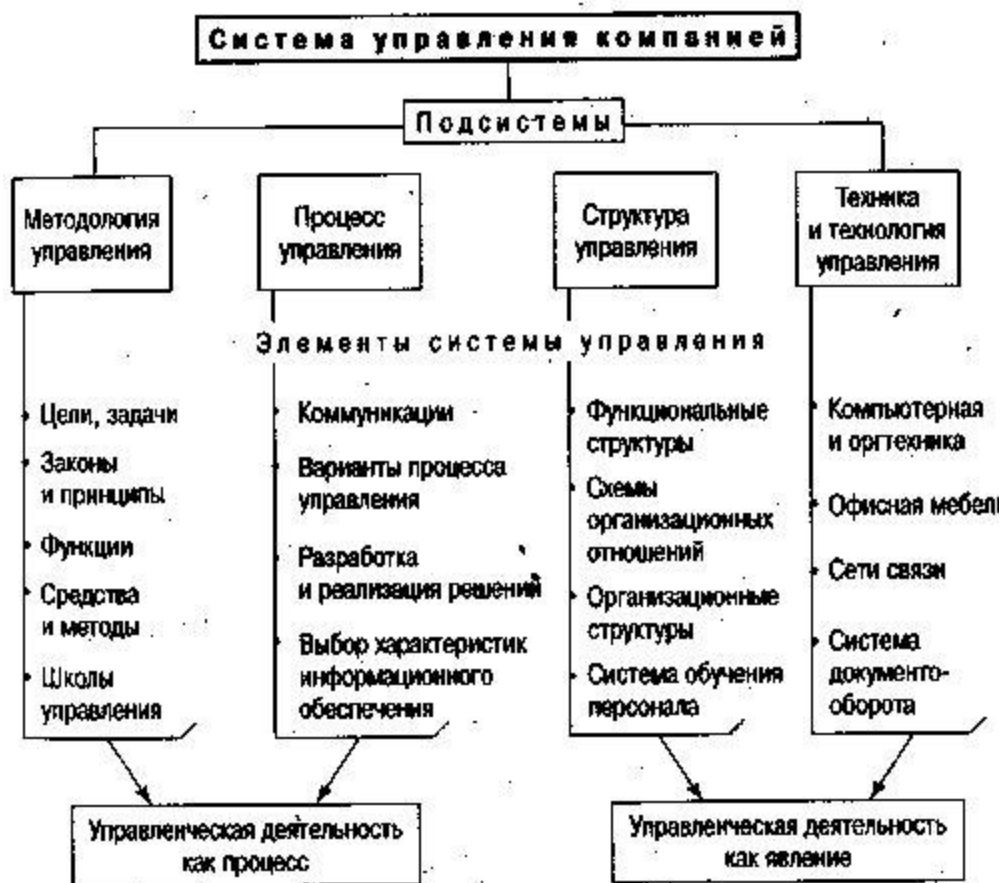 Система управления компанией
Подсистемы
Методология
управления
Процесс
управления
Структура
управления
Техника
и технология
управления
Элементы системы управления
Цели, задачи
Законы
и принципы
Функции
Средства
и методы
Школы
управления
Коммуникации
Варианты процесса
управления
Разработка
и реализация решений
Выбор характеристик
информационного
обеспечения
Функциональные
структуры
Схемы
организационных
отношений
Организационные
структуры
Система обучения
персонала
Компьютерная
и оргтехника
Офисная мебель
Сети связи
Система
документо-
оборота
Управленческая деятельность
как процесс
Управленческая деятельность
как явление